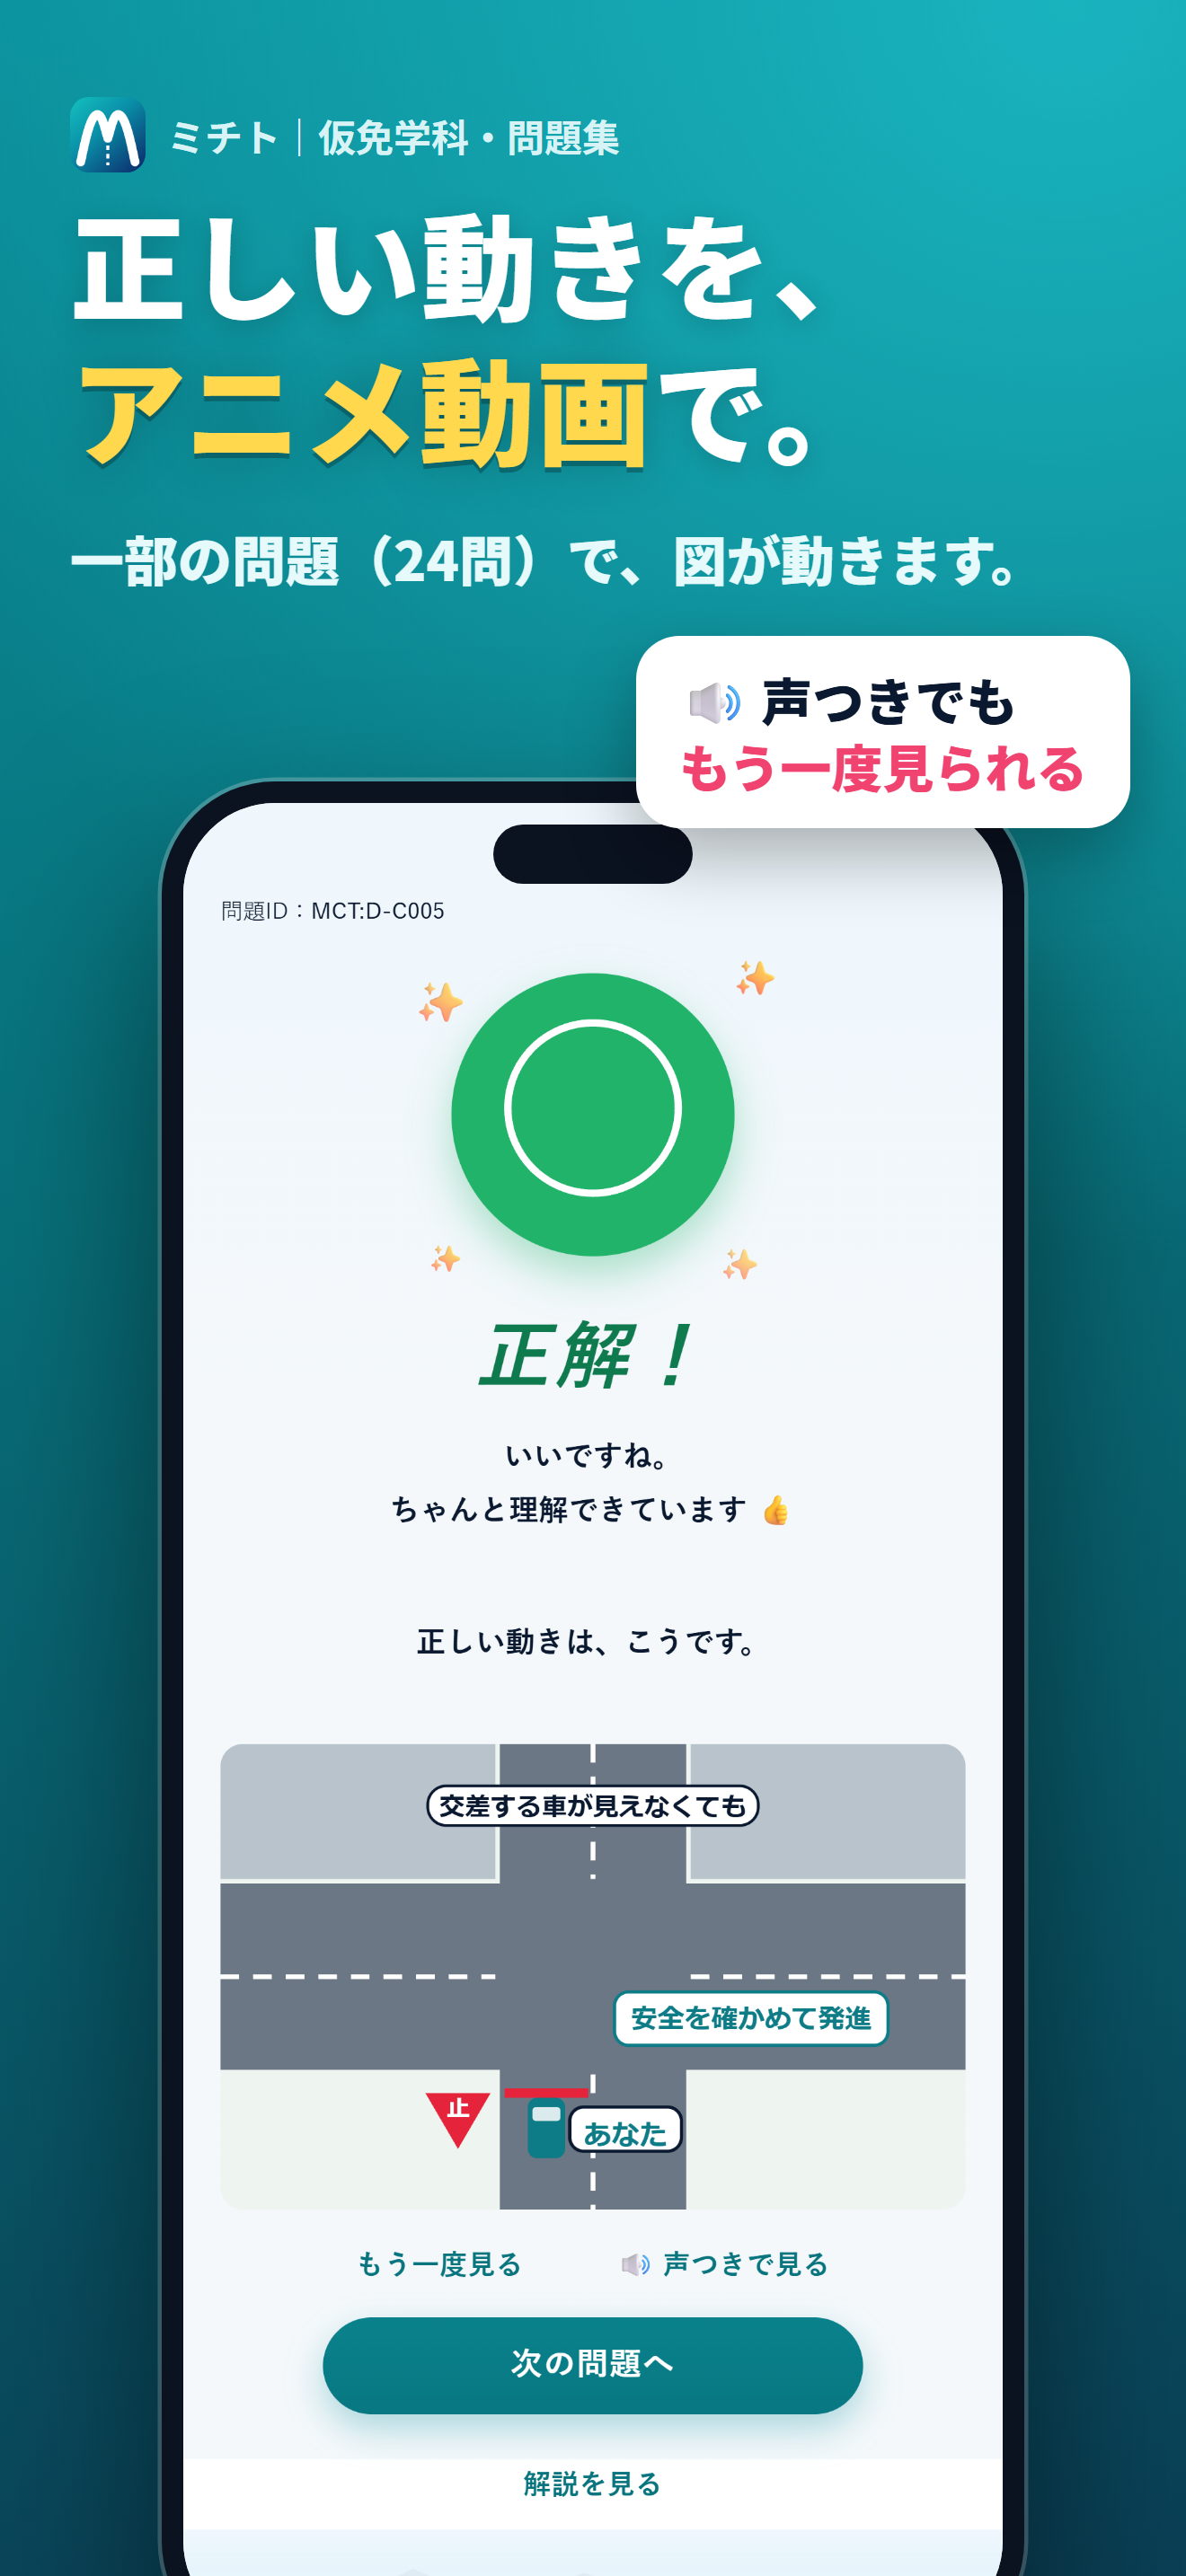 ミチト｜仮免学科・問題集
正しい動きを、
アニメ動画で。
一部の問題（24問）で、図が動きます。
🔊 声つきでも
もう一度見られる
問題ID：MCT:D-C005
正解！
いいですね。
ちゃんと理解できています 👍
正しい動きは、こうです。
交差する車が見えなくても
安全を確かめて発進
止
あなた
もう一度見る
🔊 声つきで見る
次の問題へ
解説を見る